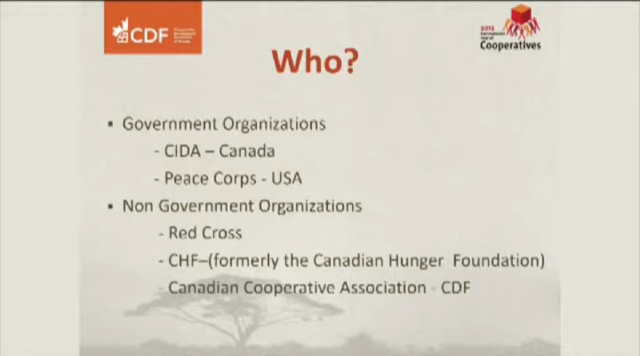 CDF
2012
Cooperatives
Who?
▪ Government Organizations
- CIDA – Canada
- Peace Corps - USA
▪ Non Government Organizations
- Red Cross
- CHF–(formerly the Canadian Hunger Foundation)
- Canadian Cooperative Association - CDF